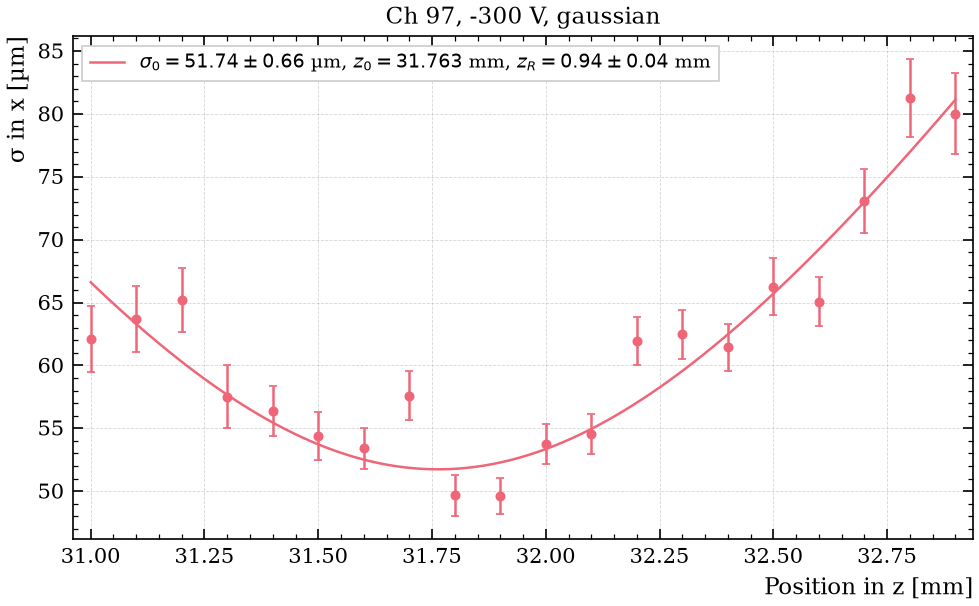 Ch 97, -300 V, gaussian
σ in x [µm]
σ₀ = 51.74 ± 0.66 µm, z₀ = 31.763 mm, z_R = 0.94 ± 0.04 mm
85
80
75
70
65
60
55
50
31.00 31.25 31.50 31.75 32.00 32.25 32.50 32.75
Position in z [mm]